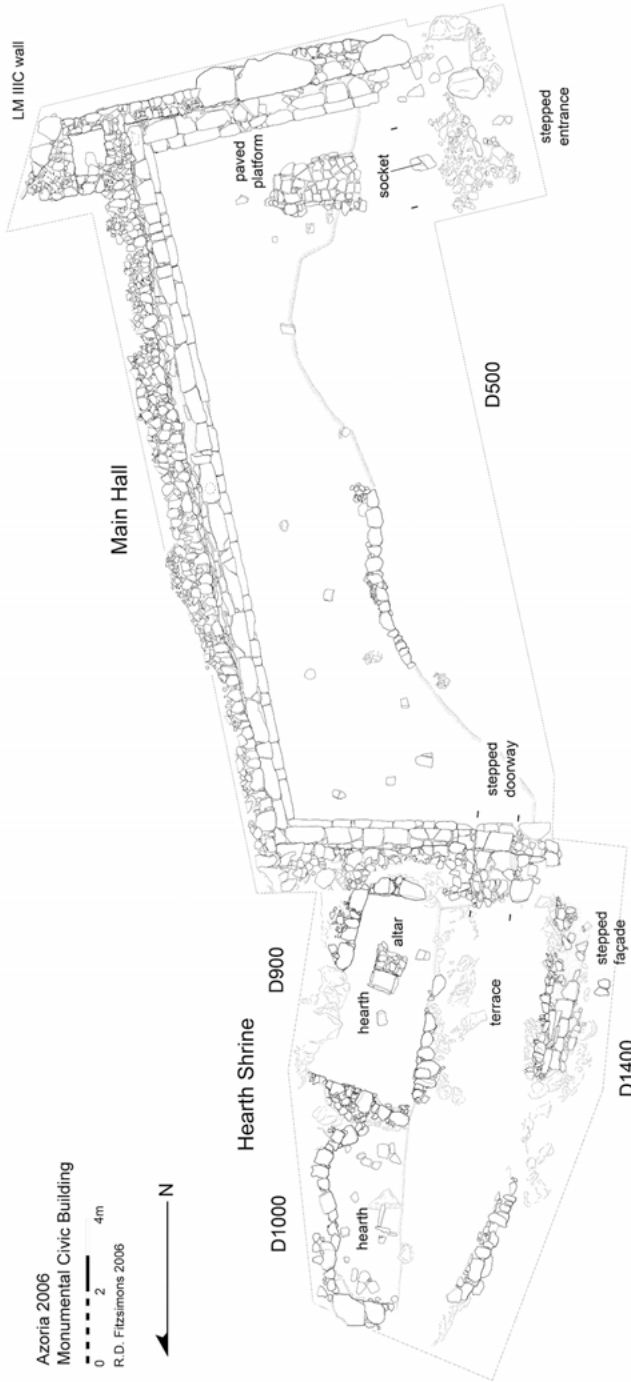 Azoria 2006
Monumental Civic Building
0 2 4m
R.D. Fitzsimons 2006
N
LM IIIC wall
Main Hall
paved
platform
socket
stepped
entrance
D500
stepped
doorway
Hearth Shrine
D900
D1000
hearth
altar
hearth
terrace
stepped
façade
D1400